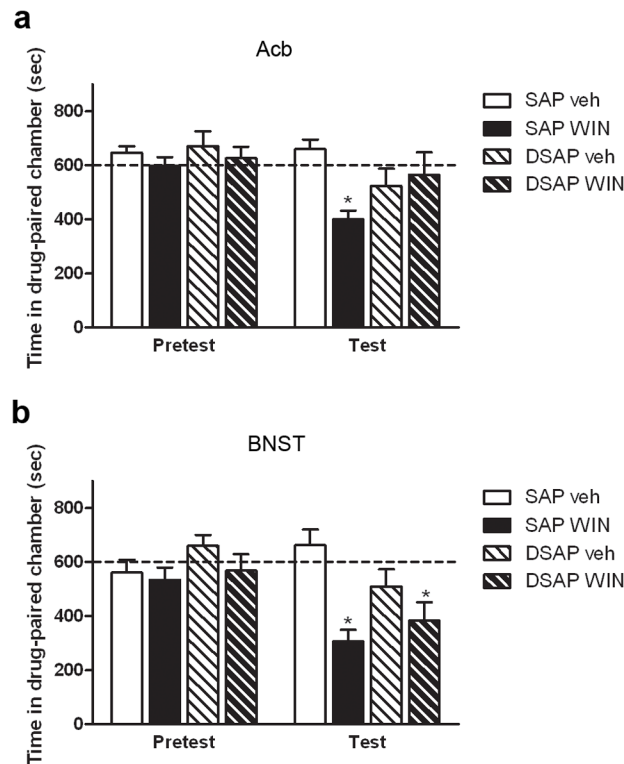 a
Acb
Time in drug-paired chamber (sec)
800
600
400
200
0
*
Pretest
Test
SAP veh
SAP WIN
DSAP veh
DSAP WIN
b
BNST
Time in drug-paired chamber (sec)
800
600
400
200
0
*
*
Pretest
Test
SAP veh
SAP WIN
DSAP veh
DSAP WIN